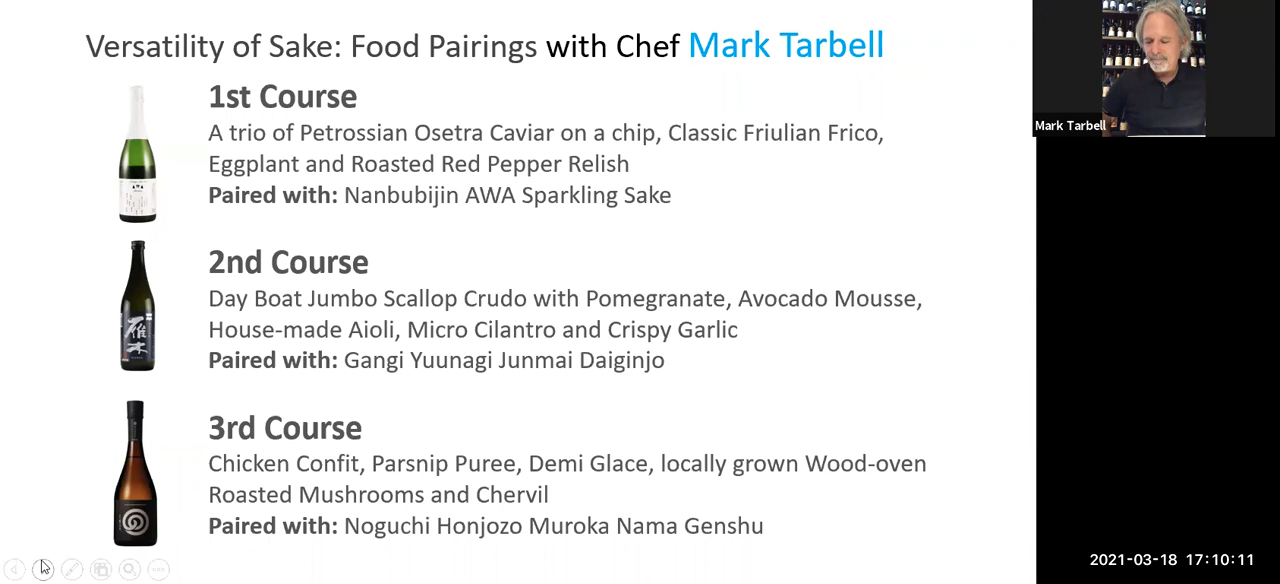 Versatility of Sake: Food Pairings with Chef Mark Tarbell
1st Course
A trio of Petrossian Osetra Caviar on a chip, Classic Friulian Frico,
Eggplant and Roasted Red Pepper Relish
Paired with: Nanbubijin AWA Sparkling Sake
2nd Course
Day Boat Jumbo Scallop Crudo with Pomegranate, Avocado Mousse,
House-made Aioli, Micro Cilantro and Crispy Garlic
Paired with: Gangi Yuunagi Junmai Daiginjo
3rd Course
Chicken Confit, Parsnip Puree, Demi Glace, locally grown Wood-oven
Roasted Mushrooms and Chervil
Paired with: Noguchi Honjozo Muroka Nama Genshu
雁
木
AWA
Mark Tarbell
2021-03-18 17:10:11